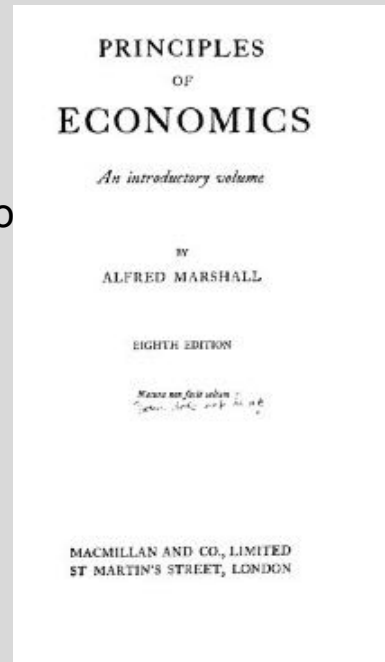 PRINCIPLES
OF
ECONOMICS
An introductory volume
BY
ALFRED MARSHALL
EIGHTH EDITION
Natura non facit saltum
MACMILLAN AND CO., LIMITED
ST MARTIN'S STREET, LONDON